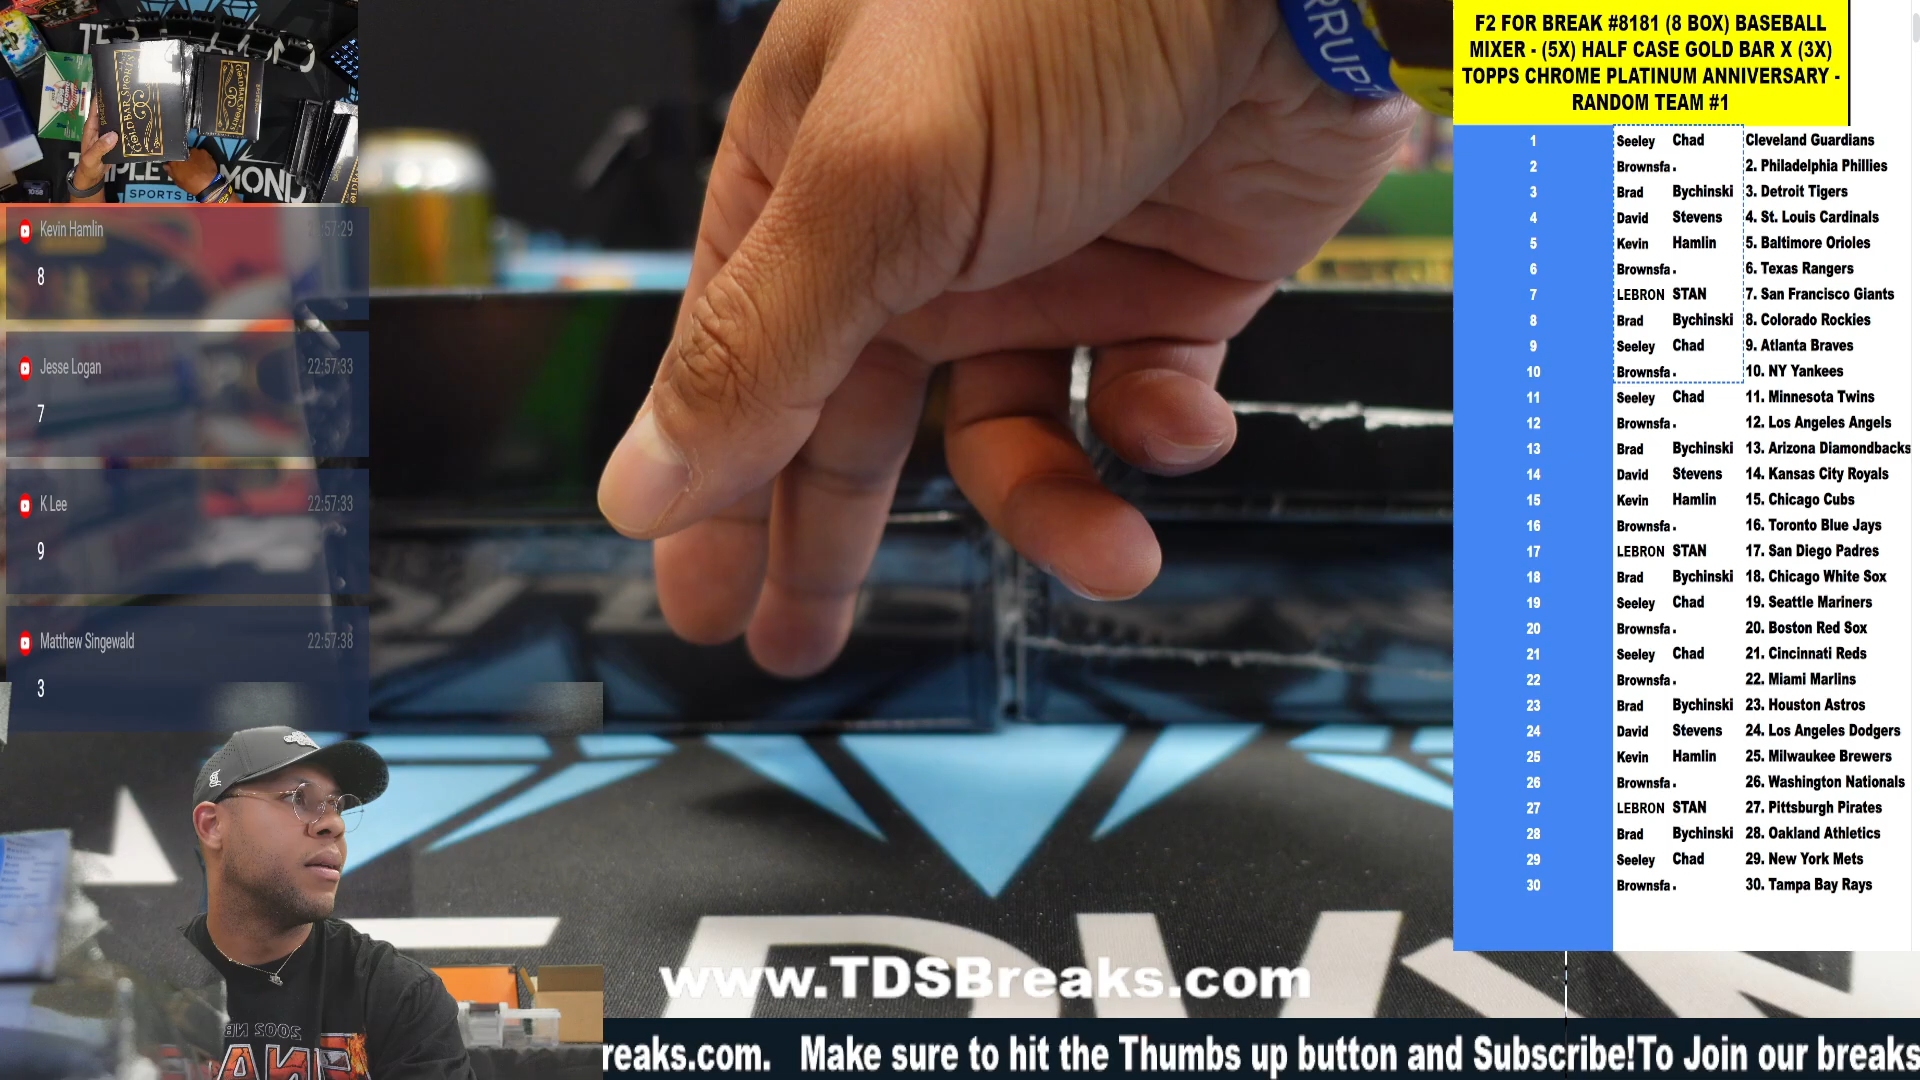 F2 FOR BREAK #8181 (8 BOX) BASEBALL
MIXER - (5X) HALF CASE GOLD BAR X (3X)
TOPPS CHROME PLATINUM ANNIVERSARY -
RANDOM TEAM #1
1 Seeley Chad Cleveland Guardians
2 Brownsfa . 2. Philadelphia Phillies
3 Brad Bychinski 3. Detroit Tigers
4 David Stevens 4. St. Louis Cardinals
5 Kevin Hamlin 5. Baltimore Orioles
6 Brownsfa . 6. Texas Rangers
7 LEBRON STAN 7. San Francisco Giants
8 Brad Bychinski 8. Colorado Rockies
9 Seeley Chad 9. Atlanta Braves
10 Brownsfa . 10. NY Yankees
11 Seeley Chad 11. Minnesota Twins
12 Brownsfa . 12. Los Angeles Angels
13 Brad Bychinski 13. Arizona Diamondbacks
14 David Stevens 14. Kansas City Royals
15 Kevin Hamlin 15. Chicago Cubs
16 Brownsfa . 16. Toronto Blue Jays
17 LEBRON STAN 17. San Diego Padres
18 Brad Bychinski 18. Chicago White Sox
19 Seeley Chad 19. Seattle Mariners
20 Brownsfa . 20. Boston Red Sox
21 Seeley Chad 21. Cincinnati Reds
22 Brownsfa . 22. Miami Marlins
23 Brad Bychinski 23. Houston Astros
24 David Stevens 24. Los Angeles Dodgers
25 Kevin Hamlin 25. Milwaukee Brewers
26 Brownsfa . 26. Washington Nationals
27 LEBRON STAN 27. Pittsburgh Pirates
28 Brad Bychinski 28. Oakland Athletics
29 Seeley Chad 29. New York Mets
30 Brownsfa . 30. Tampa Bay Rays
GOLD BAR SPORTS
GOLD BAR SPORTS
SPORTS B
Kevin Hamlin
8
Jesse Logan 22:57:33
7
K Lee 22:57:33
9
Matthew Singewald 22:57:38
3
RRUPT
www.TDSBreaks.com
reaks.com. Make sure to hit the Thumbs up button and Subscribe!To Join our breaks